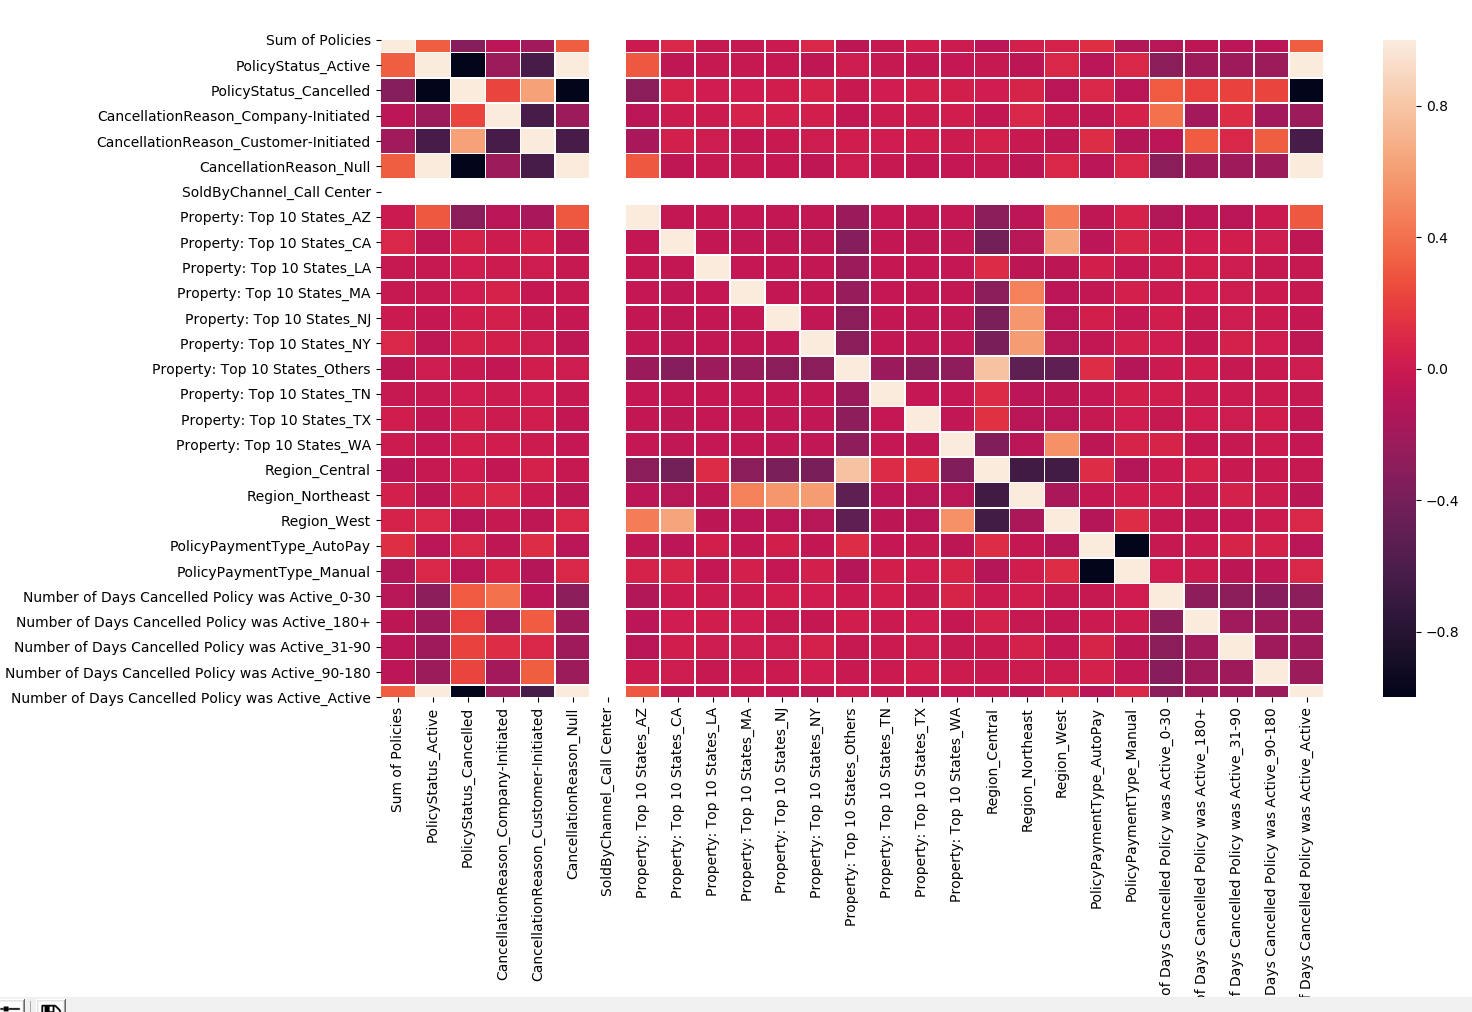 Sum of Policies
PolicyStatus_Active
PolicyStatus_Cancelled
CancellationReason_Company-Initiated
CancellationReason_Customer-Initiated
CancellationReason_Null
SoldByChannel_Call Center
Property: Top 10 States_AZ
Property: Top 10 States_CA
Property: Top 10 States_LA
Property: Top 10 States_MA
Property: Top 10 States_NJ
Property: Top 10 States_NY
Property: Top 10 States_Others
Property: Top 10 States_TN
Property: Top 10 States_TX
Property: Top 10 States_WA
Region_Central
Region_Northeast
Region_West
PolicyPaymentType_AutoPay
PolicyPaymentType_Manual
Number of Days Cancelled Policy was Active_0-30
Number of Days Cancelled Policy was Active_180+
Number of Days Cancelled Policy was Active_31-90
Number of Days Cancelled Policy was Active_90-180
Number of Days Cancelled Policy was Active_Active
Sum of Policies
PolicyStatus_Active
PolicyStatus_Cancelled
CancellationReason_Company-Initiated
CancellationReason_Customer-Initiated
CancellationReason_Null
SoldByChannel_Call Center
Property: Top 10 States_AZ
Property: Top 10 States_CA
Property: Top 10 States_LA
Property: Top 10 States_MA
Property: Top 10 States_NJ
Property: Top 10 States_NY
Property: Top 10 States_Others
Property: Top 10 States_TN
Property: Top 10 States_TX
Property: Top 10 States_WA
Region_Central
Region_Northeast
Region_West
PolicyPaymentType_AutoPay
PolicyPaymentType_Manual
of Days Cancelled Policy was Active_0-30
of Days Cancelled Policy was Active_180+
f Days Cancelled Policy was Active_31-90
Days Cancelled Policy was Active_90-180
f Days Cancelled Policy was Active_Active
0.8
0.4
0.0
−0.4
−0.8